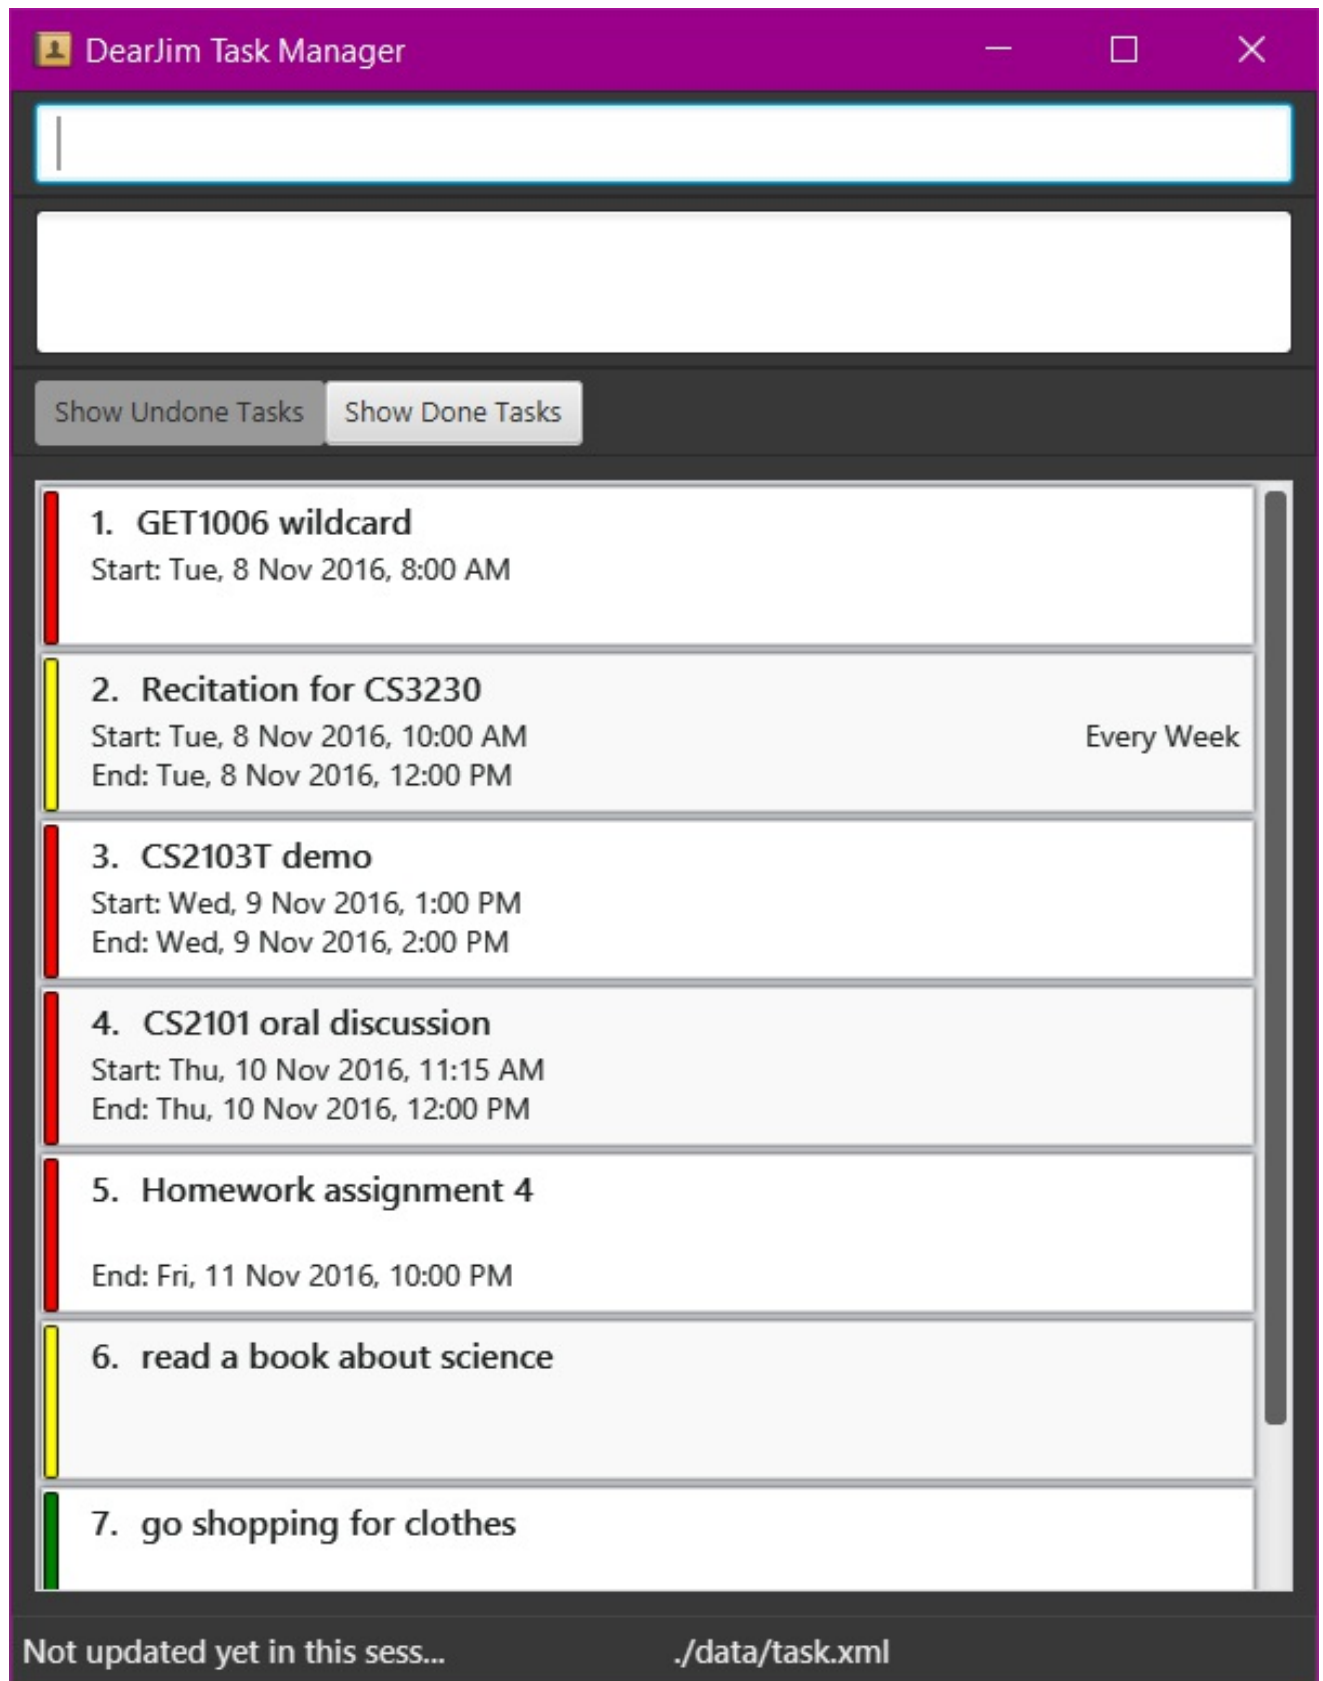 DearJim Task Manager
Show Undone Tasks Show Done Tasks
1. GET1006 wildcard
Start: Tue, 8 Nov 2016, 8:00 AM
2. Recitation for CS3230
Start: Tue, 8 Nov 2016, 10:00 AM Every Week
End: Tue, 8 Nov 2016, 12:00 PM
3. CS2103T demo
Start: Wed, 9 Nov 2016, 1:00 PM
End: Wed, 9 Nov 2016, 2:00 PM
4. CS2101 oral discussion
Start: Thu, 10 Nov 2016, 11:15 AM
End: Thu, 10 Nov 2016, 12:00 PM
5. Homework assignment 4
End: Fri, 11 Nov 2016, 10:00 PM
6. read a book about science
7. go shopping for clothes
Not updated yet in this sess... ./data/task.xml